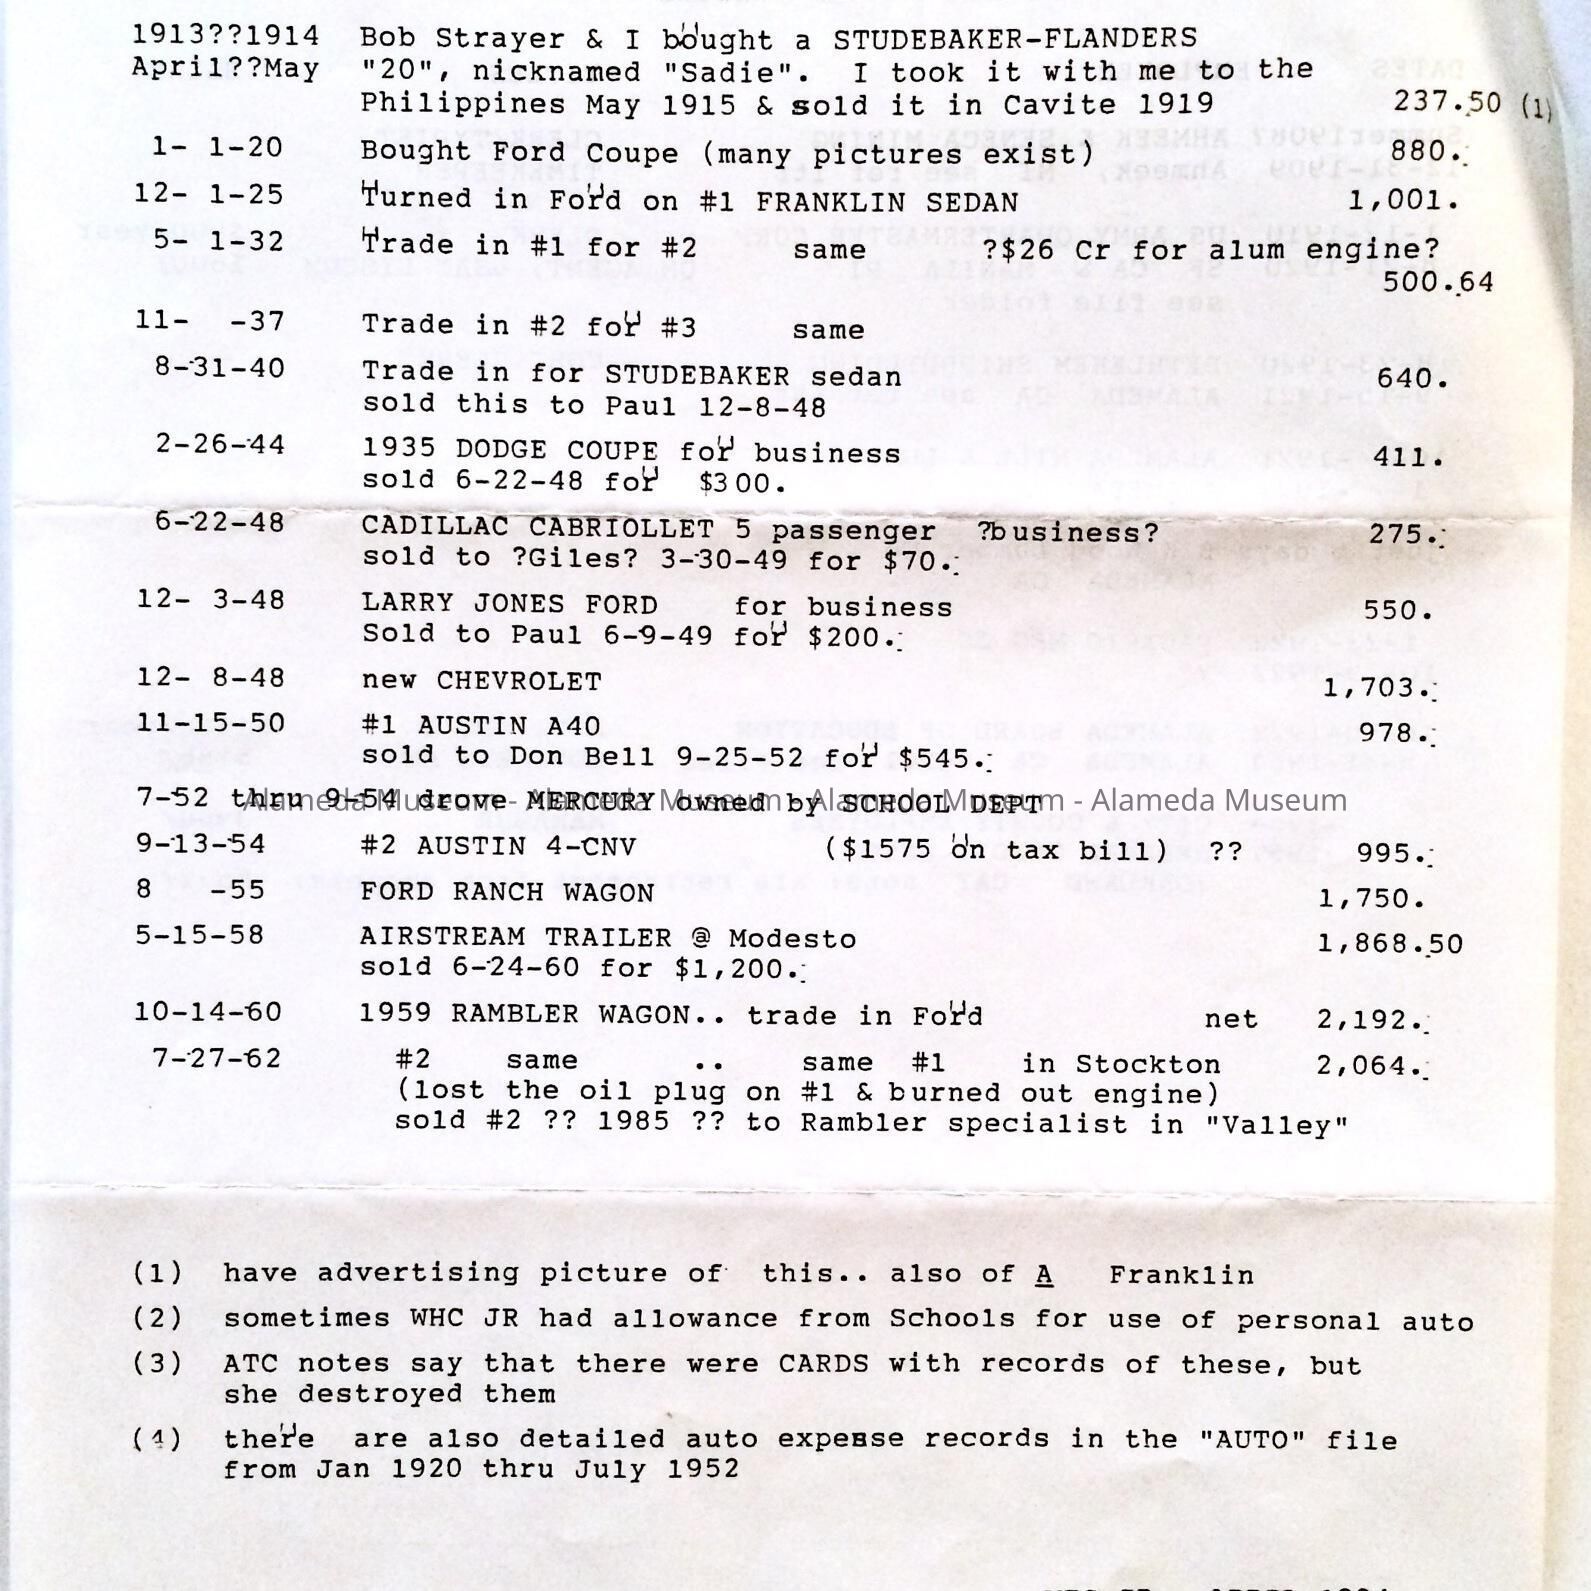 1913??1914 Bob Strayer & I bought a STUDEBAKER-FLANDERS
April??May "20", nicknamed "Sadie". I took it with me to the
Philippines May 1915 & sold it in Cavite 1919 237.50 (1)
1- 1-20 Bought Ford Coupe (many pictures exist) 880.
12- 1-25 Turned in Ford on #1 FRANKLIN SEDAN 1,001.
5- 1-32 Trade in #1 for #2 same ?$26 Cr for alum engine?
500.64
11- -37 Trade in #2 for #3 same
8-31-40 Trade in for STUDEBAKER sedan 640.
sold this to Paul 12-8-48
2-26-44 1935 DODGE COUPE for business 411.
sold 6-22-48 for $300.
6-22-48 CADILLAC CABRIOLLET 5 passenger ?business? 275.
sold to ?Giles? 3-30-49 for $70.
12- 3-48 LARRY JONES FORD for business 550.
Sold to Paul 6-9-49 for $200.
12- 8-48 new CHEVROLET 1,703.
11-15-50 #1 AUSTIN A40 978.
sold to Don Bell 9-25-52 for $545.
7-52 thru 9-54 drove MERCURY owned by SCHOOL DEPT
Alameda Museum - Alameda Museum - Alameda Museum - Alameda Museum
9-13-54 #2 AUSTIN 4-CNV ($1575 on tax bill) ?? 995.
8 -55 FORD RANCH WAGON 1,750.
5-15-58 AIRSTREAM TRAILER @ Modesto 1,868.50
sold 6-24-60 for $1,200.
10-14-60 1959 RAMBLER WAGON.. trade in Ford net 2,192.
7-27-62 #2 same .. same #1 in Stockton 2,064.
(lost the oil plug on #1 & burned out engine)
sold #2 ?? 1985 ?? to Rambler specialist in "Valley"
(1) have advertising picture of this.. also of A Franklin
(2) sometimes WHC JR had allowance from Schools for use of personal auto
(3) ATC notes say that there were CARDS with records of these, but
she destroyed them
(4) there are also detailed auto expense records in the "AUTO" file
from Jan 1920 thru July 1952